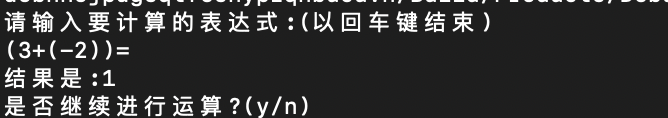 请输入要计算的表达式:(以回车键结束)
(3+(-2))=
结果是:1
是否继续进行运算?(y/n)